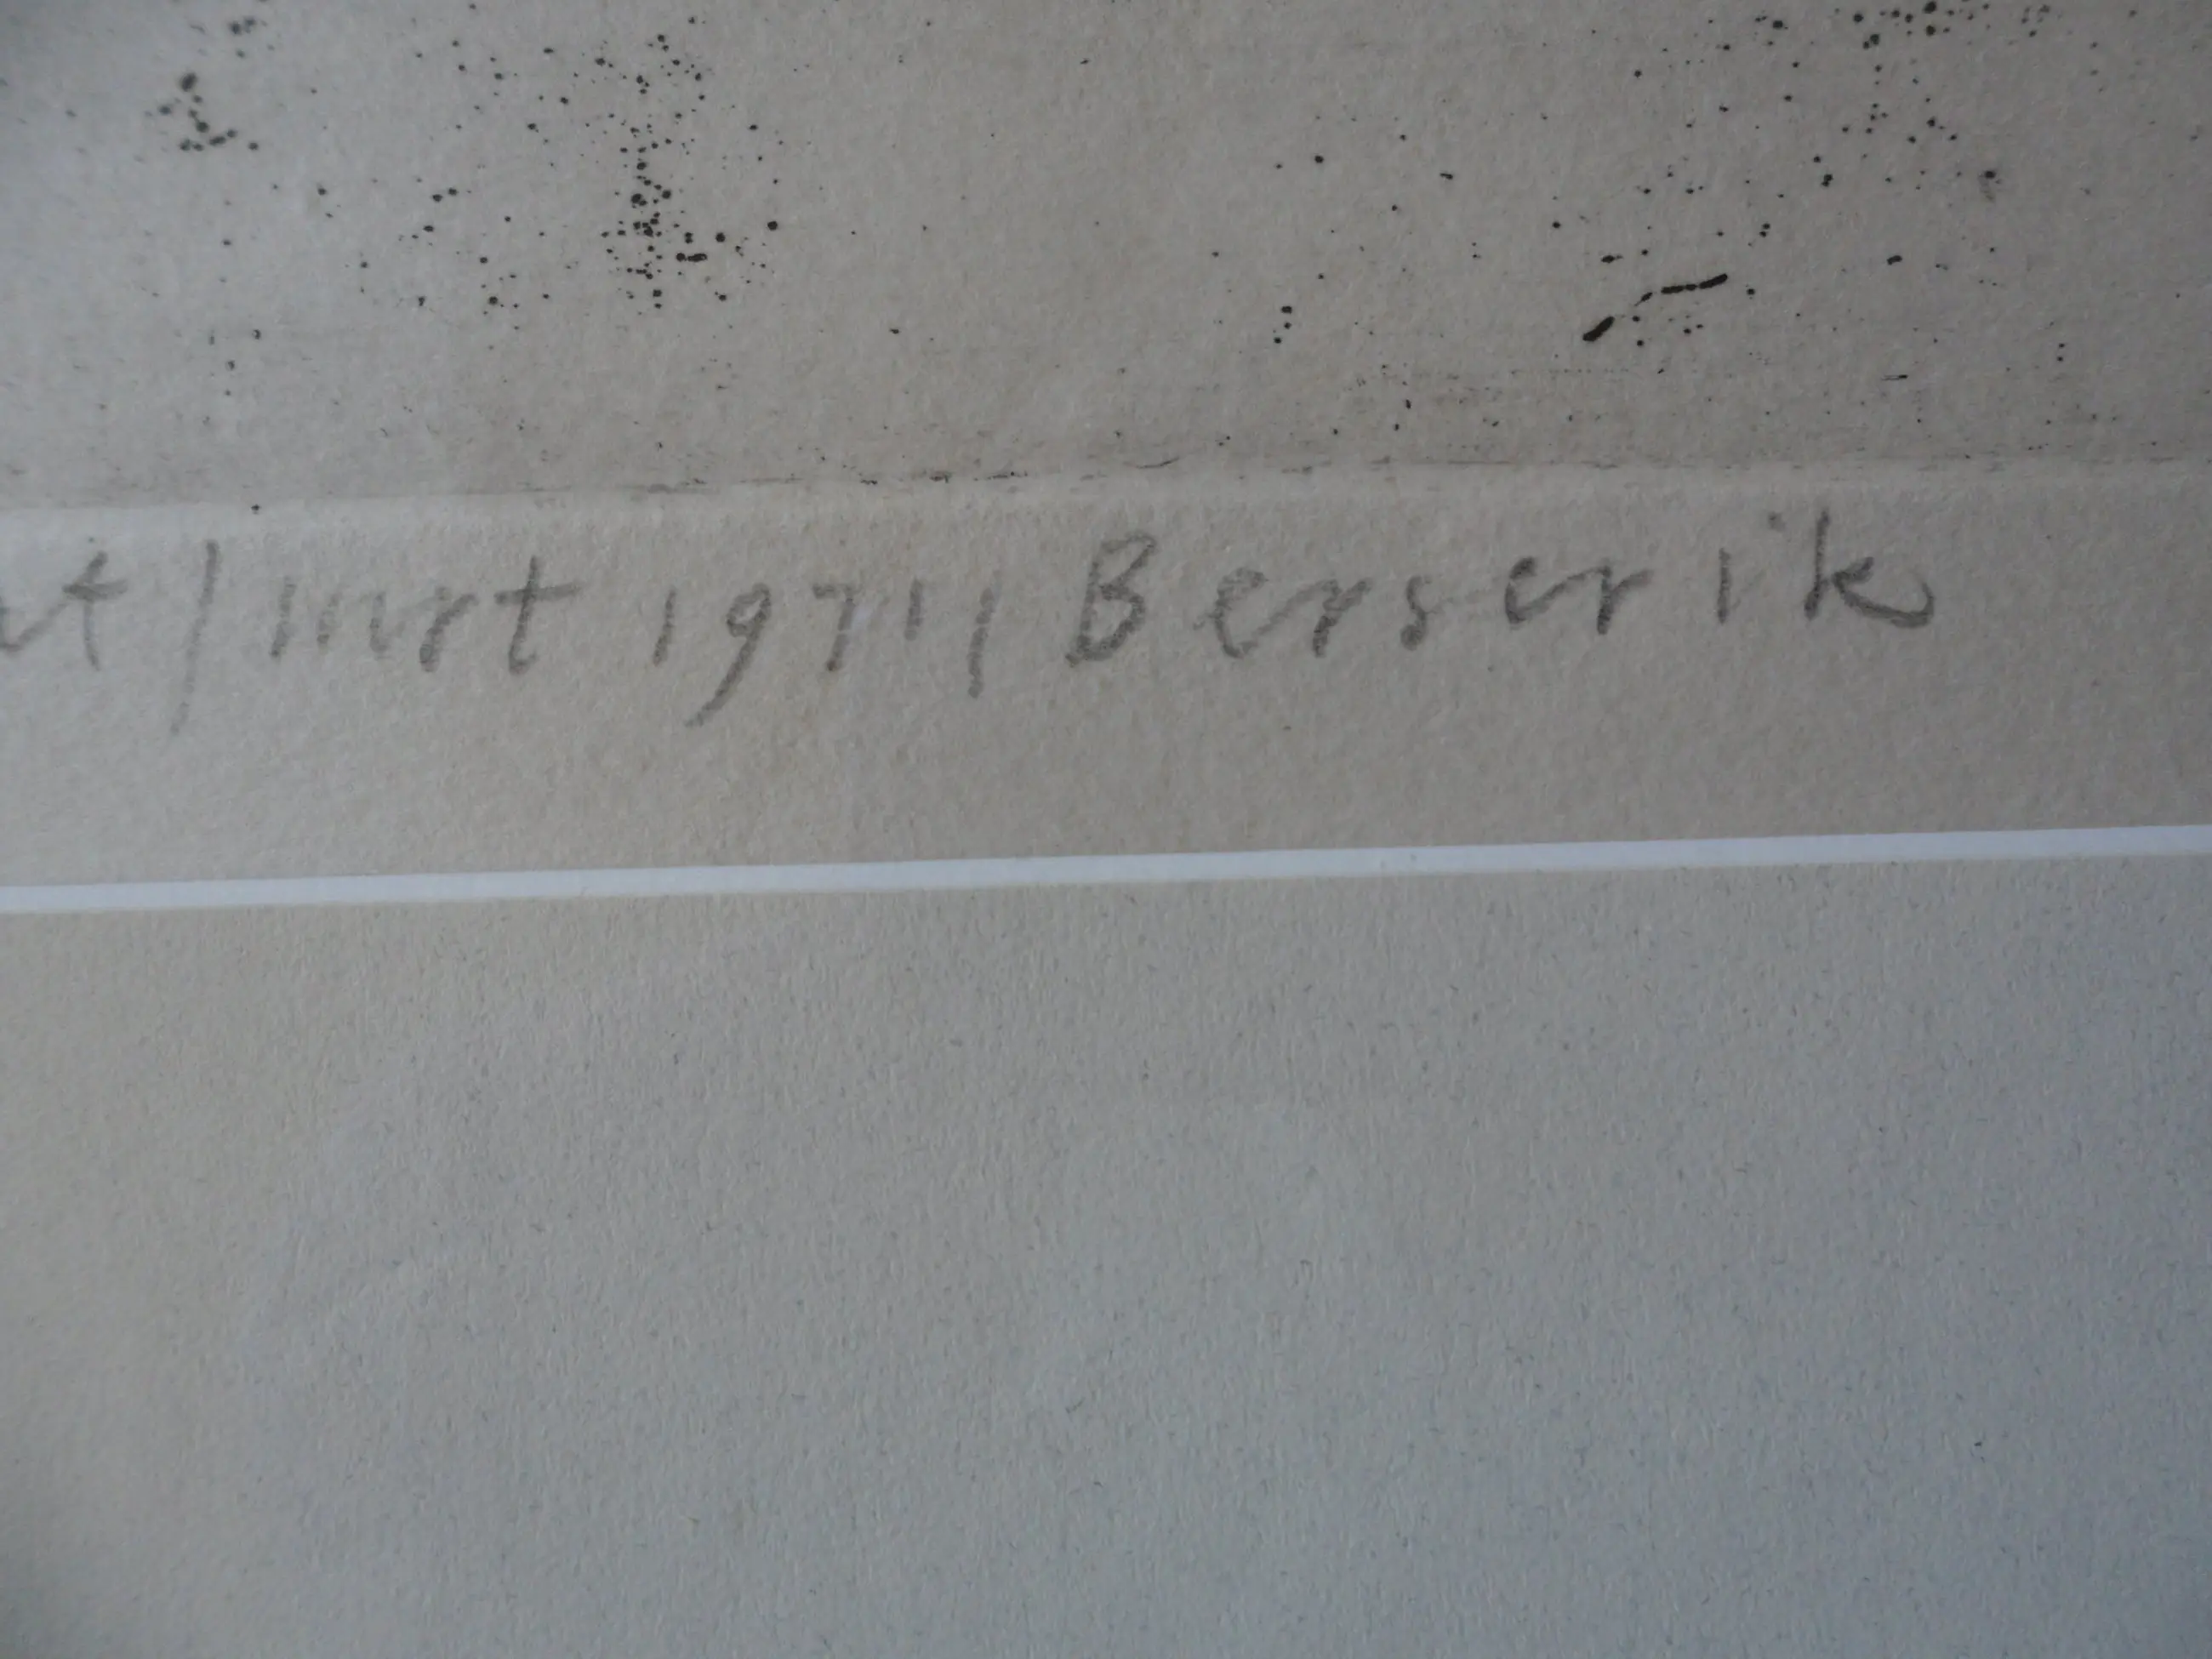 t / mrt 1971 / Berserik